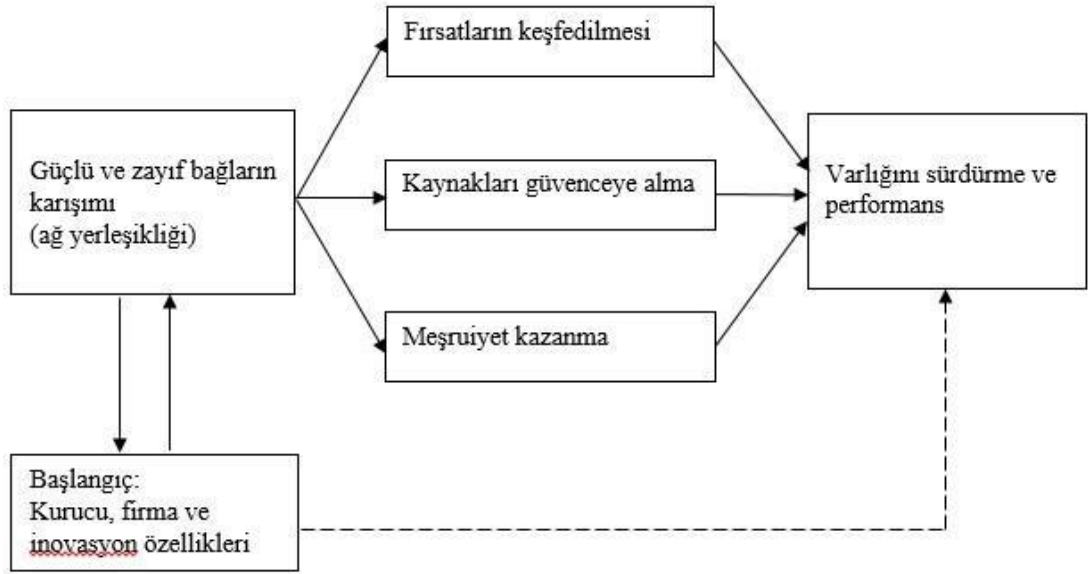 Fırsatların keşfedilmesi
Güçlü ve zayıf bağların
karışımı
(ağ yerleşikliği)
Kaynakları güvenceye alma
Varlığını sürdürme ve
performans
Meşruiyet kazanma
Başlangıç:
Kurucu, firma ve
inovasyon özellikleri